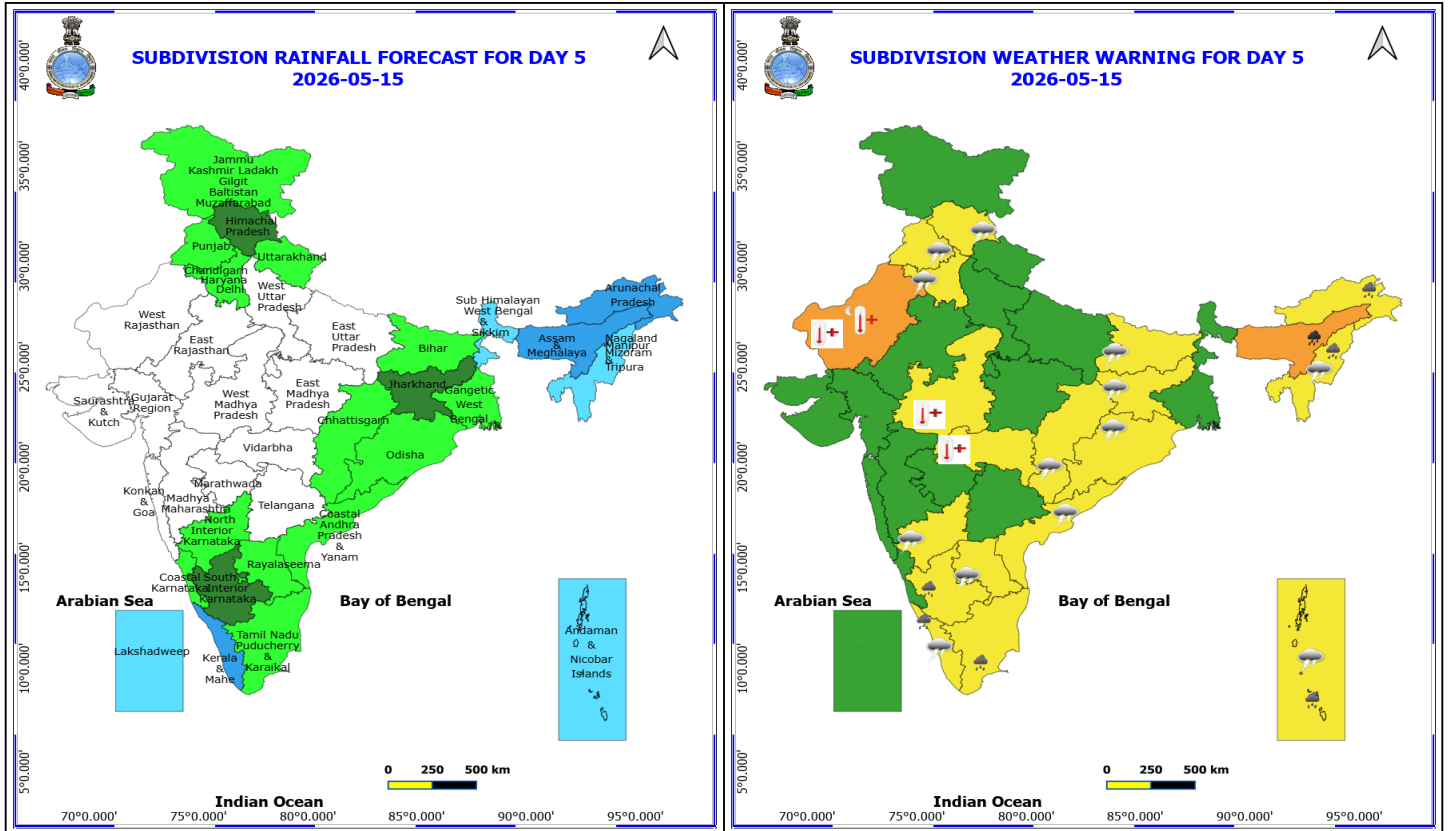 SUBDIVISION RAINFALL FORECAST FOR DAY 5
2026-05-15
40°0.000'
35°0.000'
30°0.000'
25°0.000'
20°0.000'
15°0.000'
10°0.000'
5°0.000'
Jammu
Kashmir Ladakh
Gilgit
Baltistan
Muzaffarabad
Himachal
Pradesh
Punjab
Uttarakhand
Chandigarh
Haryana
Delhi
West
Uttar
Pradesh
West
Rajasthan
East
Rajasthan
East
Uttar
Pradesh
Sub Himalayan
West Bengal
&
Sikkim
Arunachal
Pradesh
Assam
&
Meghalaya
Nagaland
Manipur
Mizoram
&
Tripura
Bihar
Jharkhand
Gangetic
West
Bengal
Saurashtra
&
Kutch
Gujarat
Region
West
Madhya
Pradesh
East
Madhya
Pradesh
Chhattisgarh
Vidarbha
Odisha
Konkan
&
Goa
Madhya
Maharashtra
Marathwada
Telangana
North
Interior
Karnataka
Coastal
Andhra
Pradesh
&
Yanam
Rayalaseema
Coastal
Karnataka
South
Interior
Karnataka
Arabian Sea
Bay of Bengal
Lakshadweep
Kerala
&
Mahe
Tamil Nadu
Puducherry
&
Karaikal
Andaman
&
Nicobar
Islands
0 250 500 km
Indian Ocean
70°0.000' 75°0.000' 80°0.000' 85°0.000' 90°0.000' 95°0.000'
SUBDIVISION WEATHER WARNING FOR DAY 5
2026-05-15
40°0.000'
35°0.000'
30°0.000'
25°0.000'
20°0.000'
15°0.000'
10°0.000'
5°0.000'
Arabian Sea
Bay of Bengal
0 250 500 km
Indian Ocean
70°0.000' 75°0.000' 80°0.000' 85°0.000' 90°0.000' 95°0.000'